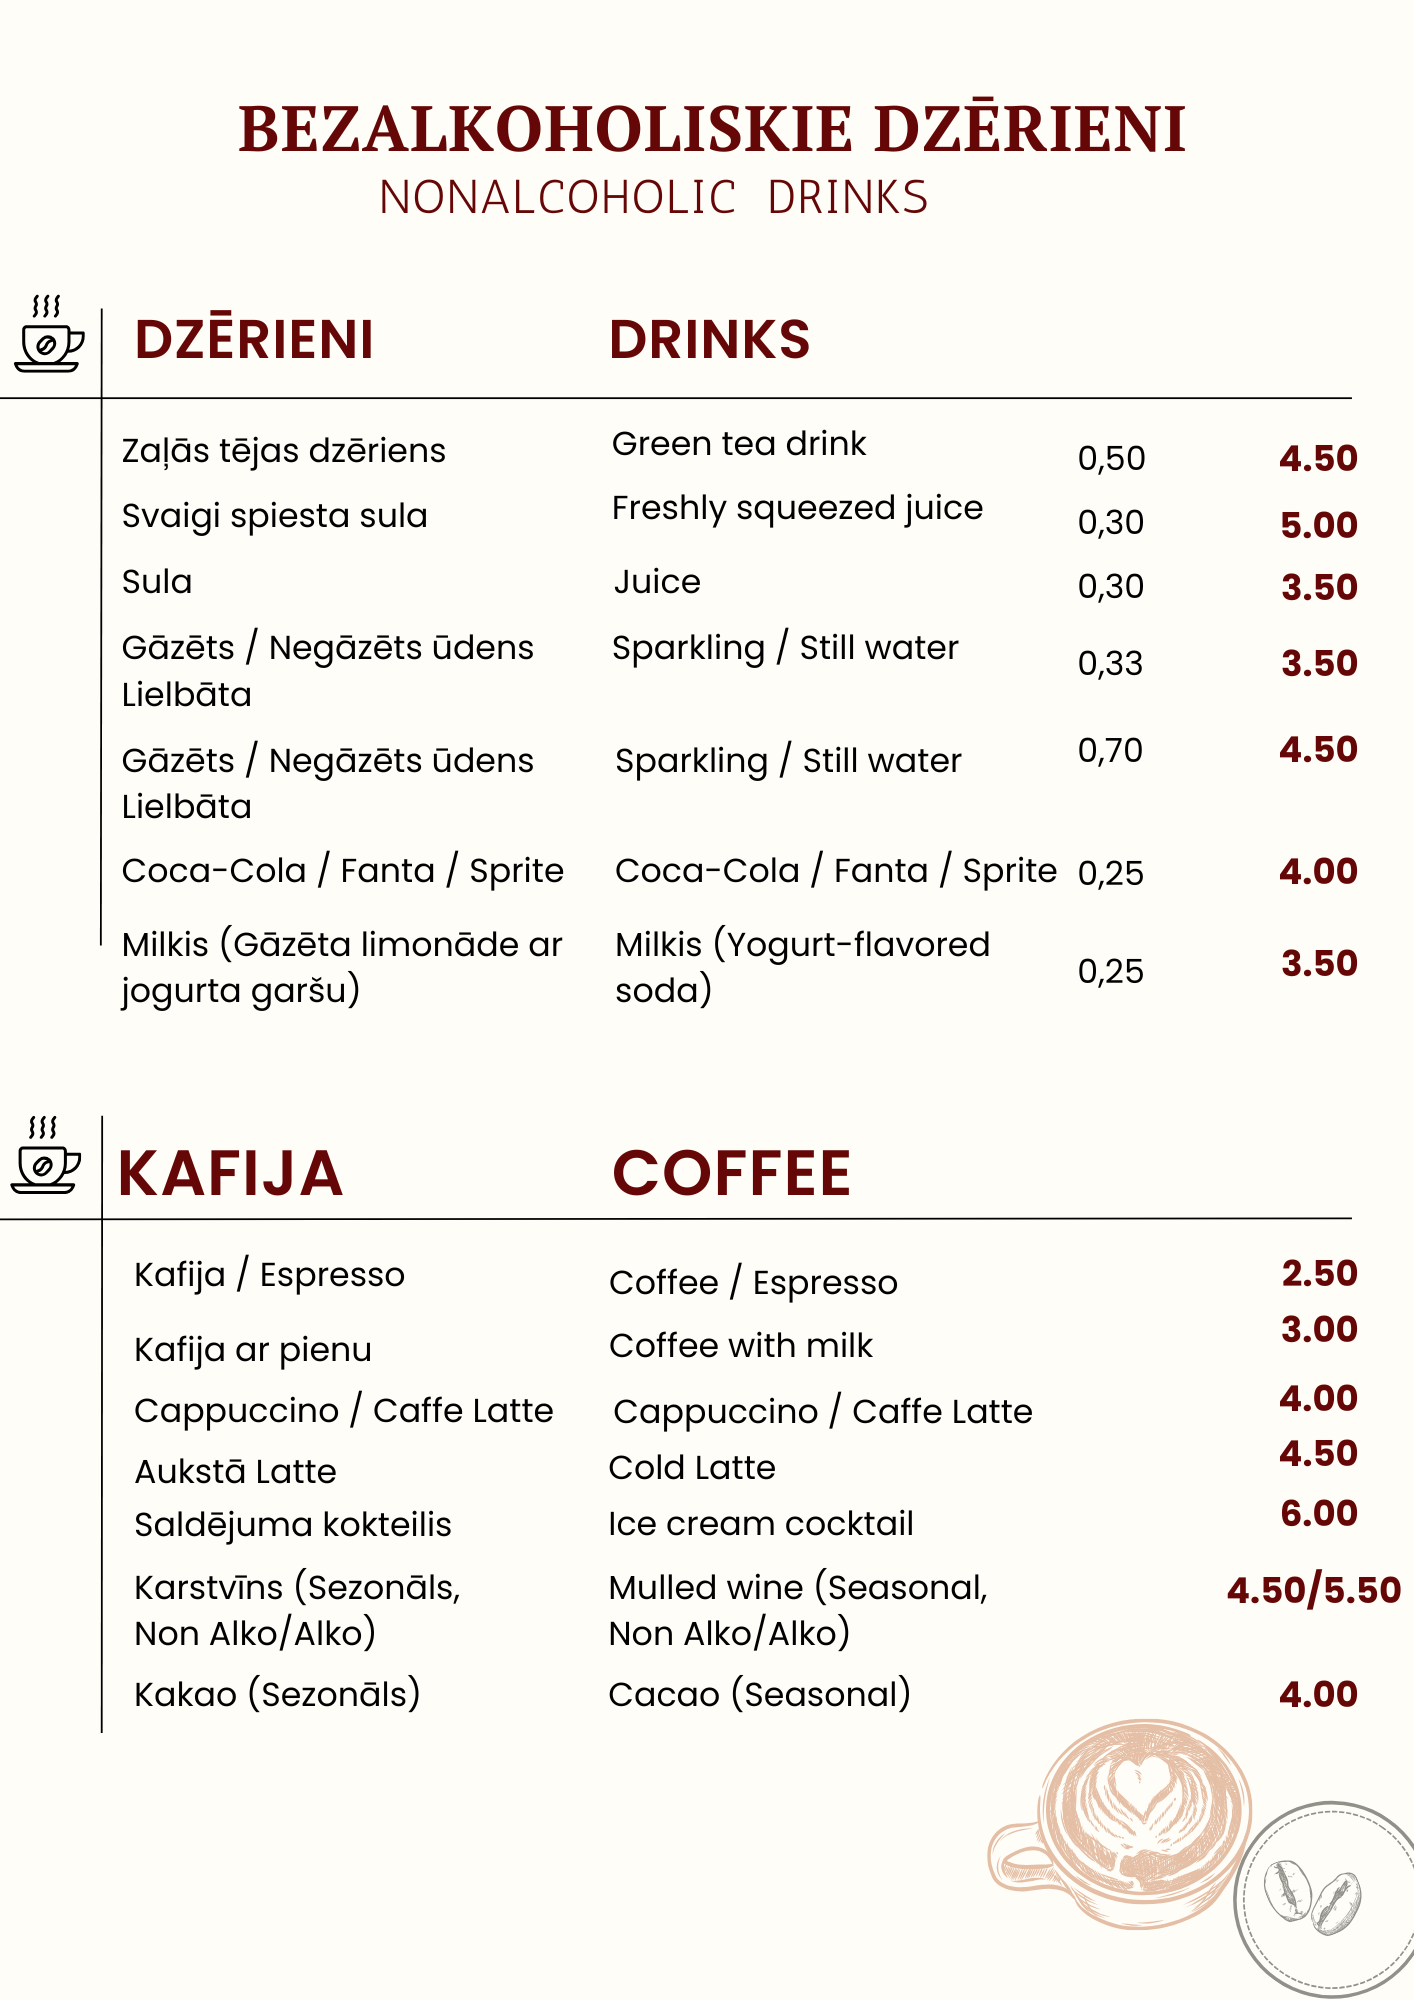 BEZALKOHOLISKIE DZĒRIENI
NONALCOHOLIC DRINKS
DZĒRIENI DRINKS
Zaļās tējas dzēriens Green tea drink 0,50 4.50
Svaigi spiesta sula Freshly squeezed juice 0,30 5.00
Sula Juice 0,30 3.50
Gāzēts / Negāzēts ūdens Sparkling / Still water 0,33 3.50
Lielbāta
Gāzēts / Negāzēts ūdens Sparkling / Still water 0,70 4.50
Lielbāta
Coca-Cola / Fanta / Sprite Coca-Cola / Fanta / Sprite 0,25 4.00
Milkis (Gāzēta limonāde ar Milkis (Yogurt-flavored 0,25 3.50
jogurta garšu) soda)
KAFIJA COFFEE
Kafija / Espresso Coffee / Espresso 2.50
Kafija ar pienu Coffee with milk 3.00
Cappuccino / Caffe Latte Cappuccino / Caffe Latte 4.00
Aukstā Latte Cold Latte 4.50
Saldējuma kokteilis Ice cream cocktail 6.00
Karstvīns (Sezonāls, Mulled wine (Seasonal, 4.50/5.50
Non Alko/Alko) Non Alko/Alko)
Kakao (Sezonāls) Cacao (Seasonal) 4.00